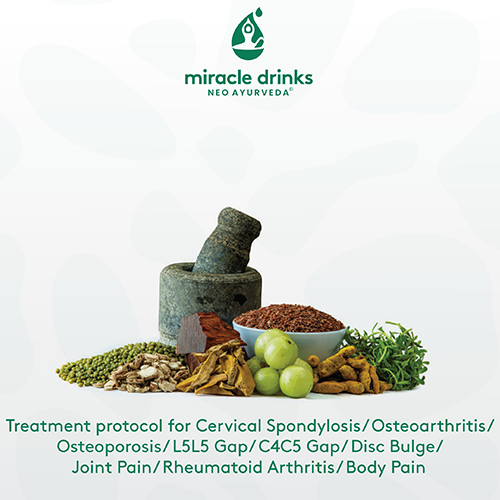 miracle drinks
NEO AYURVEDA©
Treatment protocol for Cervical Spondylosis/Osteoarthritis/
Osteoporosis/L5L5 Gap/C4C5 Gap/Disc Bulge/
Joint Pain/Rheumatoid Arthritis/Body Pain